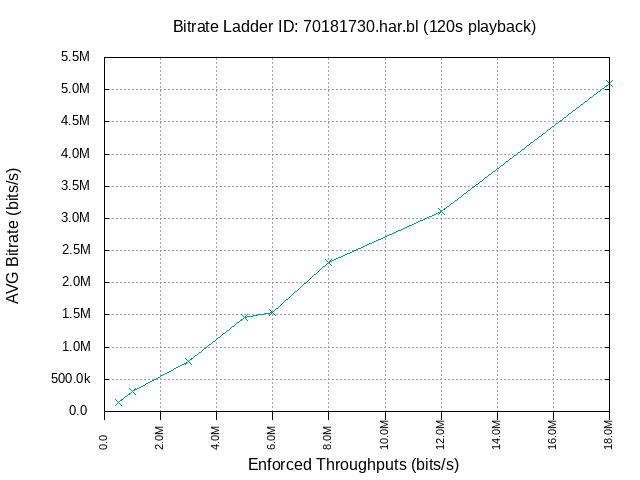 Bitrate Ladder ID: 70181730.har.bl (120s playback)
5.5M
5.0M
4.5M
4.0M
3.5M
3.0M
2.5M
2.0M
1.5M
1.0M
500.0k
0.0
AVG Bitrate (bits/s)
0.0 2.0M 4.0M 6.0M 8.0M 10.0M 12.0M 14.0M 16.0M 18.0M
Enforced Throughputs (bits/s)